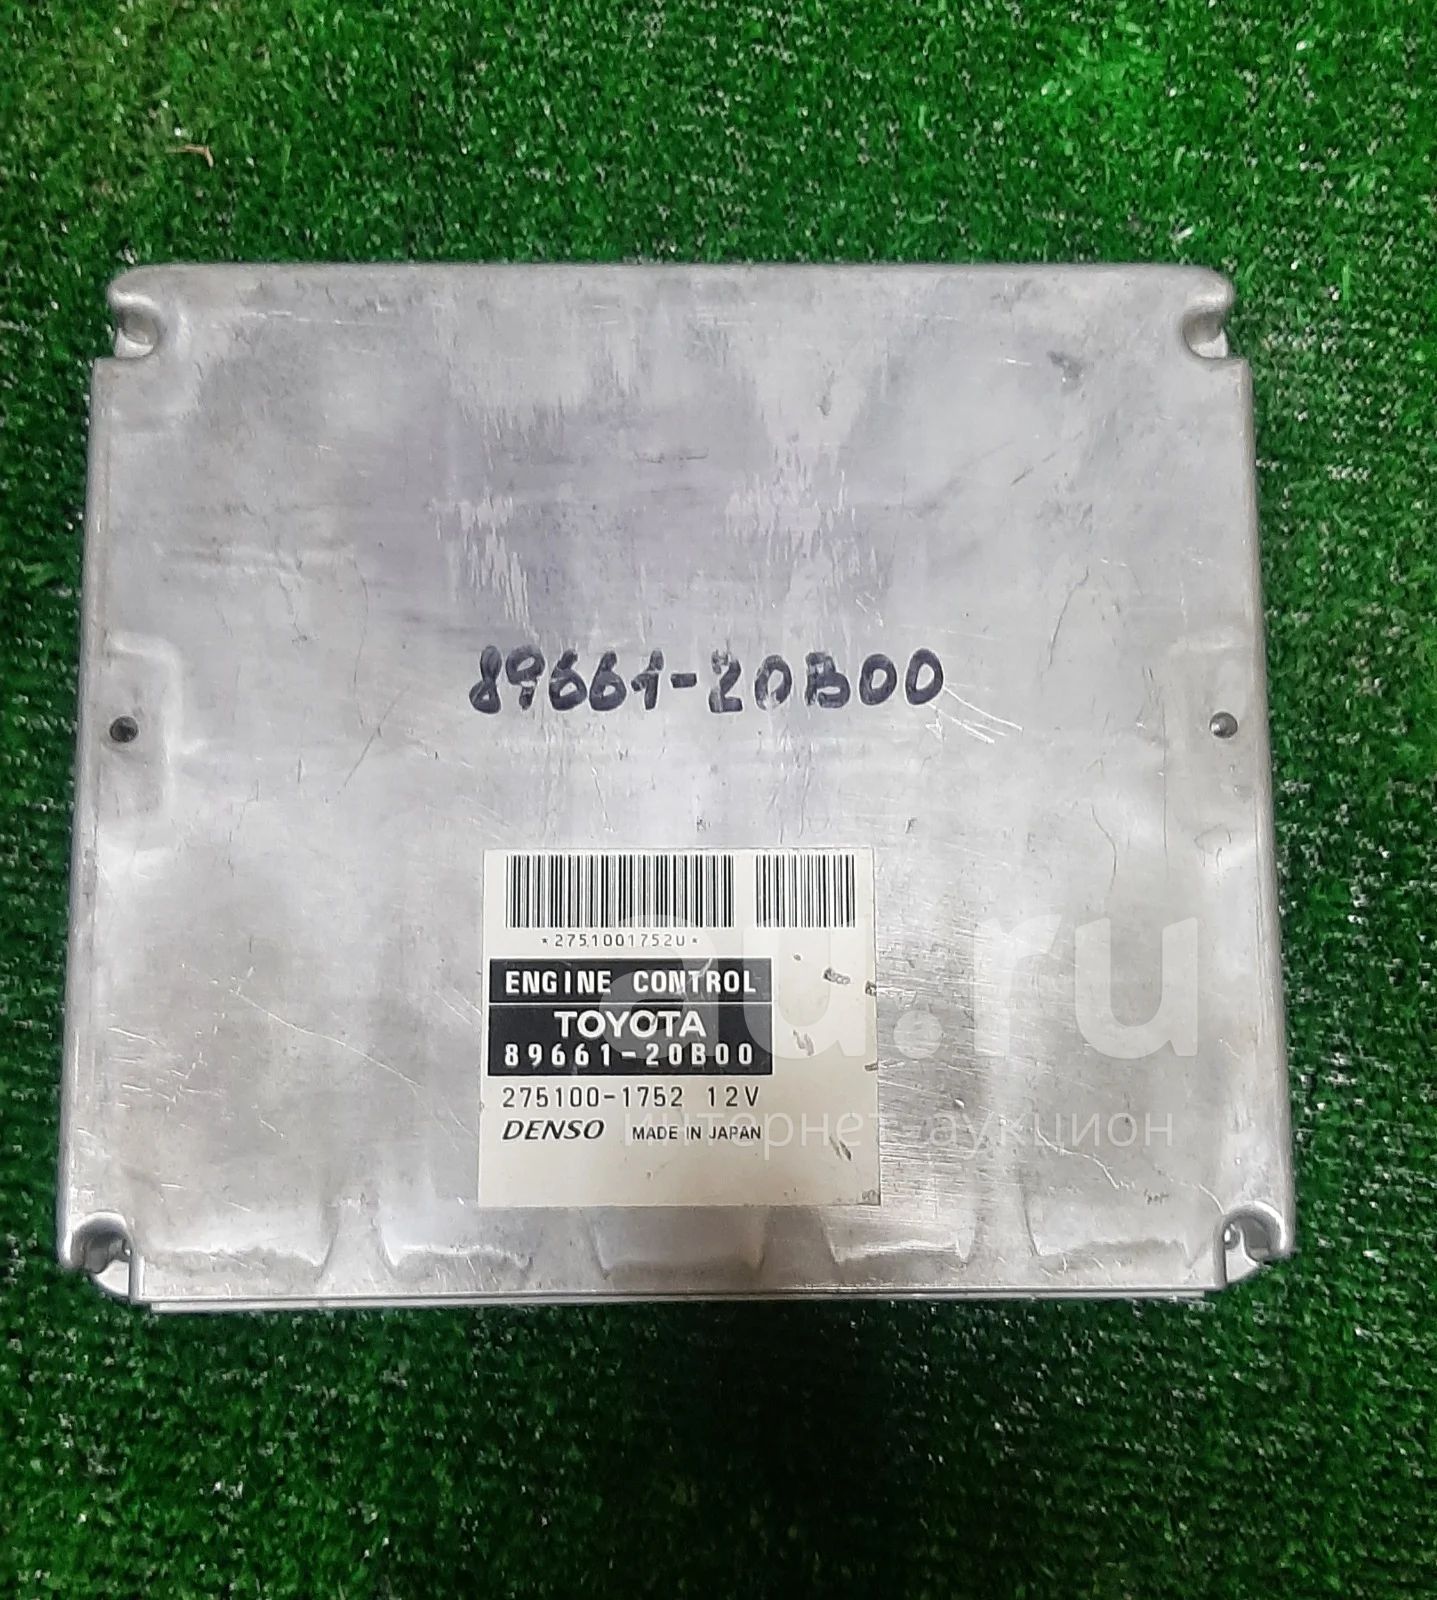 89661-20B00
*2751001752U*
ENGINE CONTROL
TOYOTA
89661-20B00
275100-1752 12V
DENSO MADE IN JAPAN
au.ru
интернет-аукцион